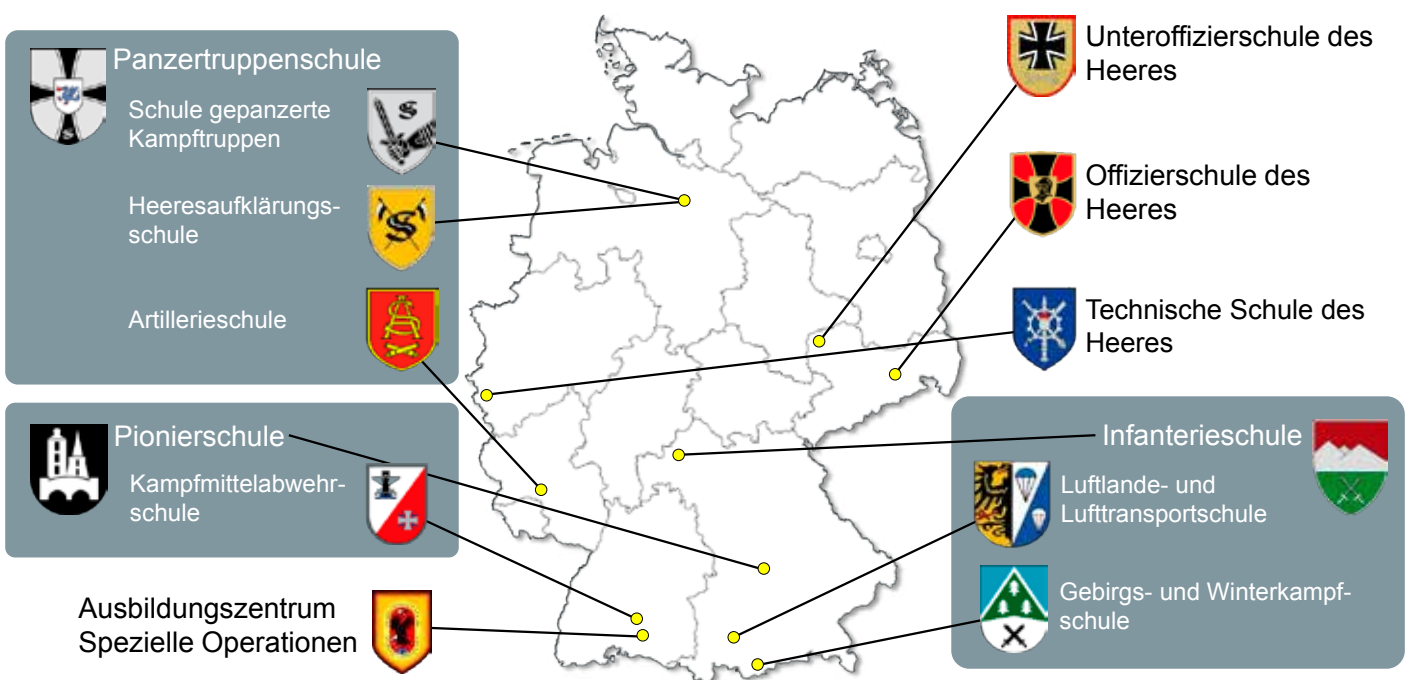 Panzertruppenschule
Schule gepanzerte
Kampftruppen
Heeresaufklärungs-
schule
Artillerieschule
Pionierschule
Kampfmittelabwehr-
schule
Ausbildungszentrum
Spezielle Operationen
Unteroffizierschule des
Heeres
Offizierschule des
Heeres
Technische Schule des
Heeres
Infanterieschule
Luftlande- und
Lufttransportschule
Gebirgs- und Winterkampf-
schule